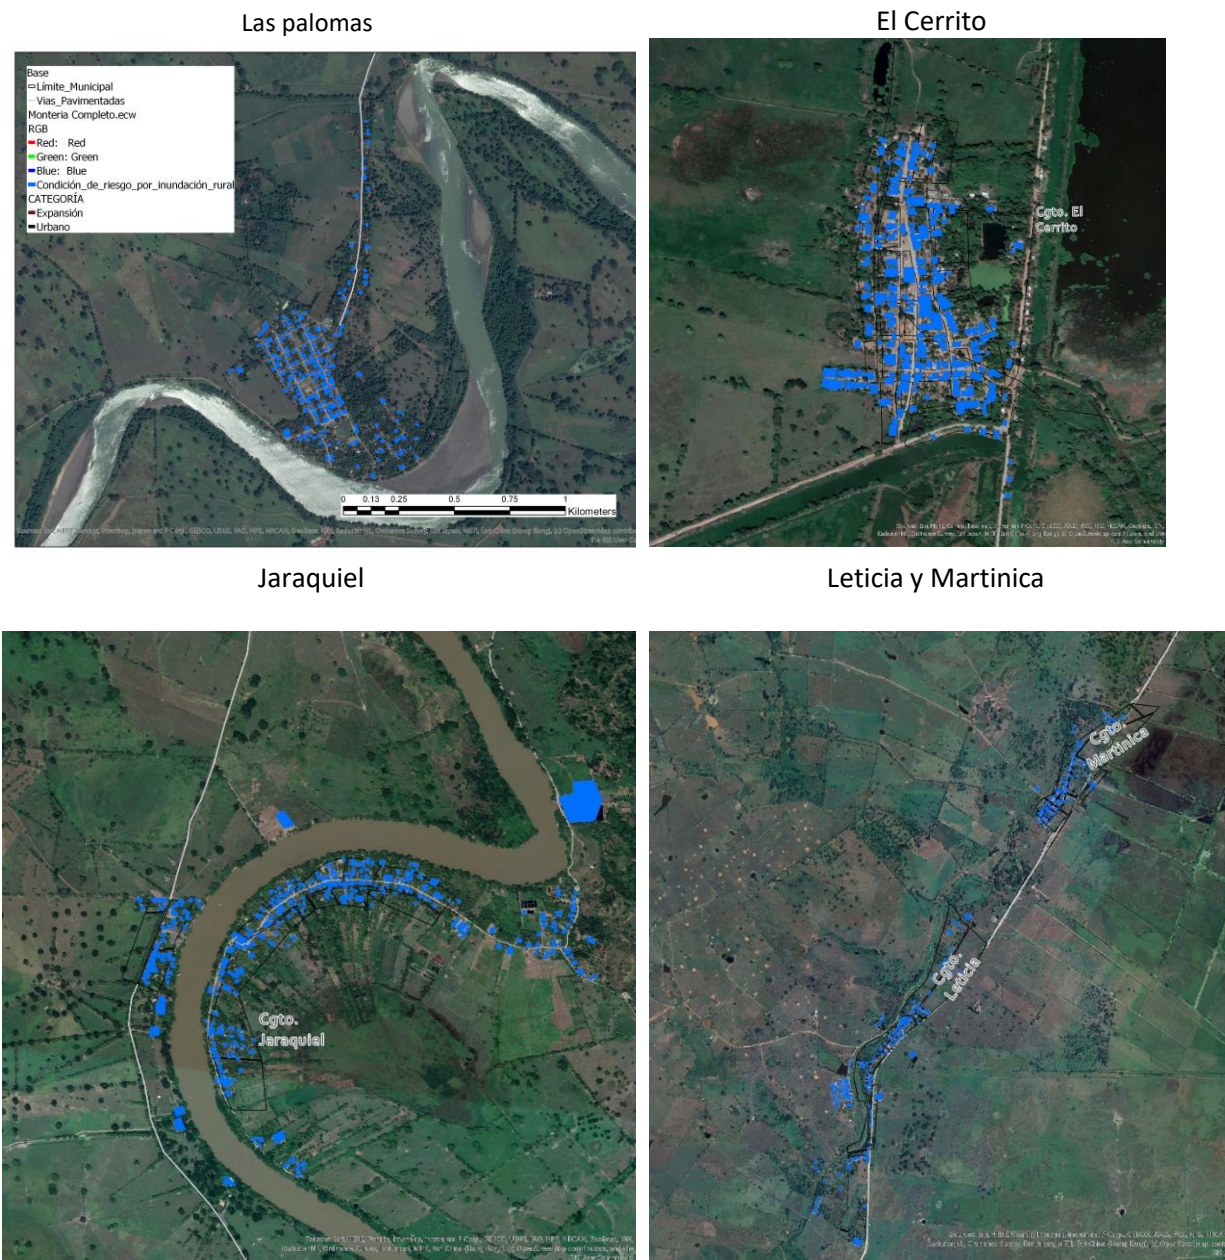 Las palomas
El Cerrito
Base
Límite_Municipal
Vias_Pavimentadas
Monteria Completo.ecw
RGB
Red: Red
Green: Green
Blue: Blue
Condición_de_riesgo_por_inundación_rural
CATEGORÍA
Expansión
Urbano
0 0.13 0.25 0.5 0.75 1
Kilometers
Cgto. El
Cerrito
Jaraquiel
Leticia y Martinica
Cgto.
Jaraquiel
Cgto.
Martinica
Cgto.
Leticia